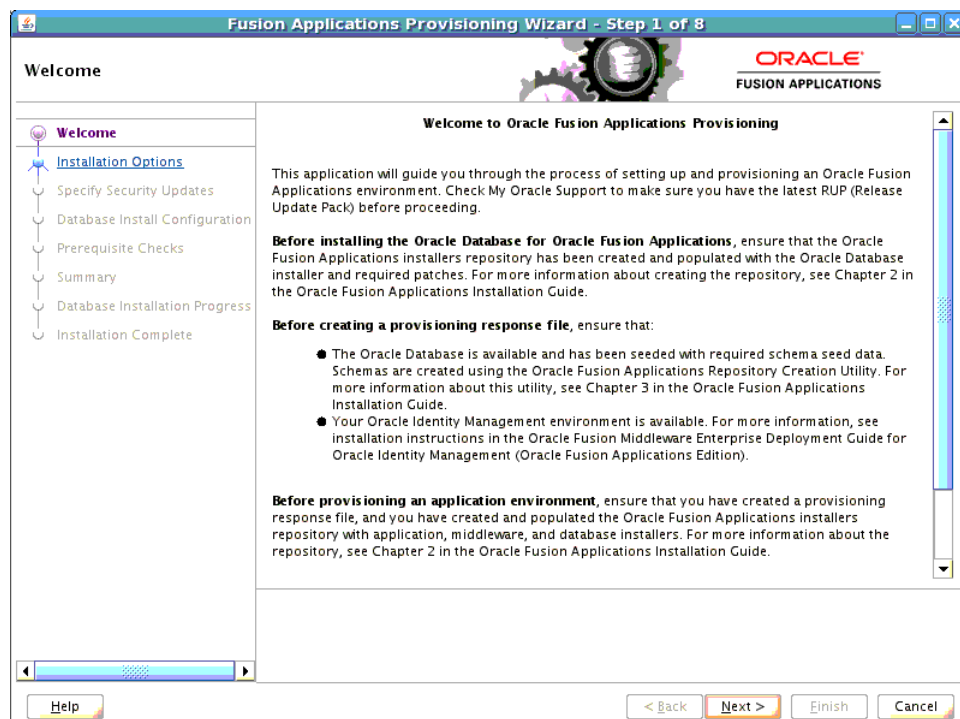 Fusion Applications Provisioning Wizard - Step 1 of 8
Welcome
ORACLE
FUSION APPLICATIONS
Welcome
Installation Options
Specify Security Updates
Database Install Configuration
Prerequisite Checks
Summary
Database Installation Progress
Installation Complete
Welcome to Oracle Fusion Applications Provisioning
This application will guide you through the process of setting up and provisioning an Oracle Fusion
Applications environment. Check My Oracle Support to make sure you have the latest RUP (Release
Update Pack) before proceeding.
Before installing the Oracle Database for Oracle Fusion Applications, ensure that the Oracle
Fusion Applications installers repository has been created and populated with the Oracle Database
installer and required patches. For more information about creating the repository, see Chapter 2 in
the Oracle Fusion Applications Installation Guide.
Before creating a provisioning response file, ensure that:
● The Oracle Database is available and has been seeded with required schema seed data.
Schemas are created using the Oracle Fusion Applications Repository Creation Utility. For
more information about this utility, see Chapter 3 in the Oracle Fusion Applications
Installation Guide.
● Your Oracle Identity Management environment is available. For more information, see
installation instructions in the Oracle Fusion Middleware Enterprise Deployment Guide for
Oracle Identity Management (Oracle Fusion Applications Edition).
Before provisioning an application environment, ensure that you have created a provisioning
response file, and you have created and populated the Oracle Fusion Applications installers
repository with application, middleware, and database installers. For more information about the
repository, see Chapter 2 in the Oracle Fusion Applications Installation Guide.
Help
< Back
Next >
Finish
Cancel